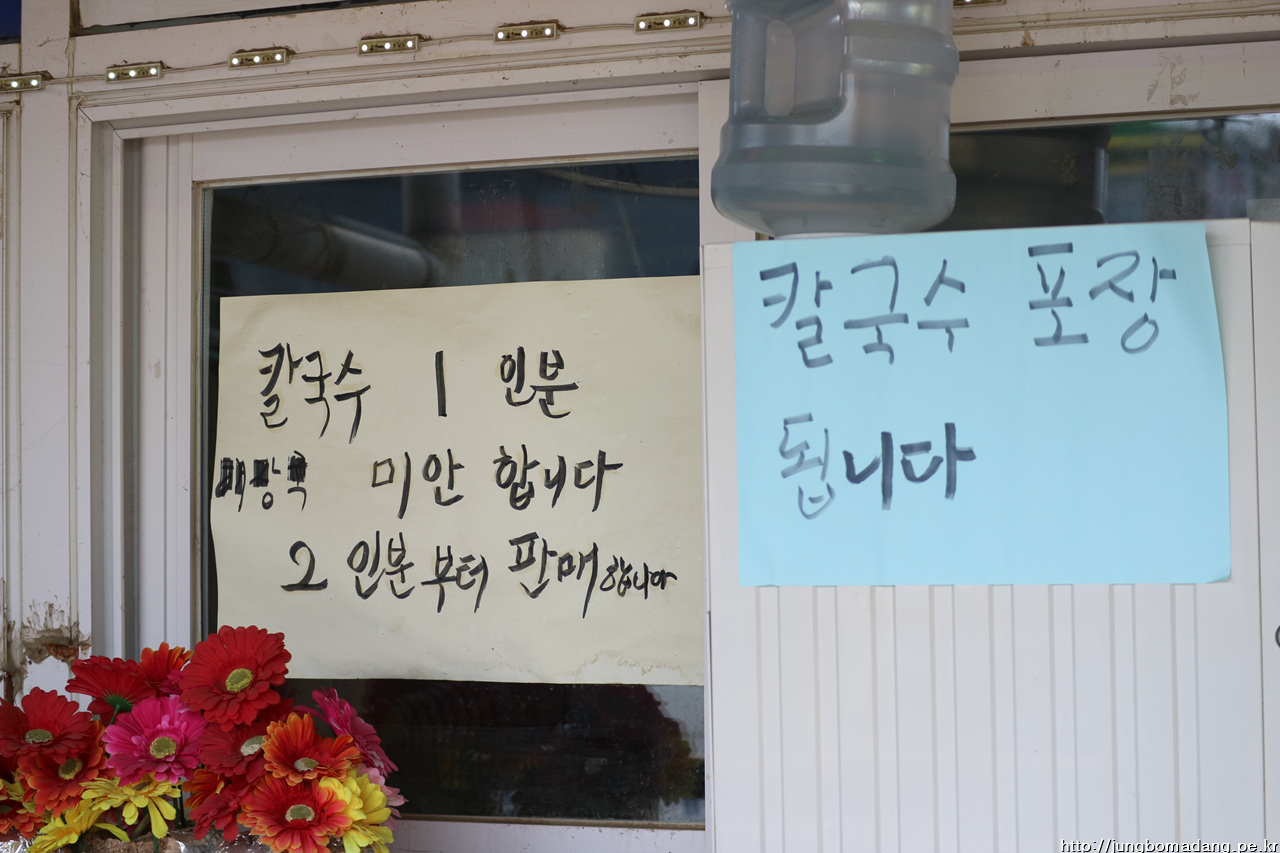 칼국수 1 인분
미안 합니다
2 인분 부터 판매 합니다
칼국수 포장
됩니다
http://jungbomadang.pe.kr